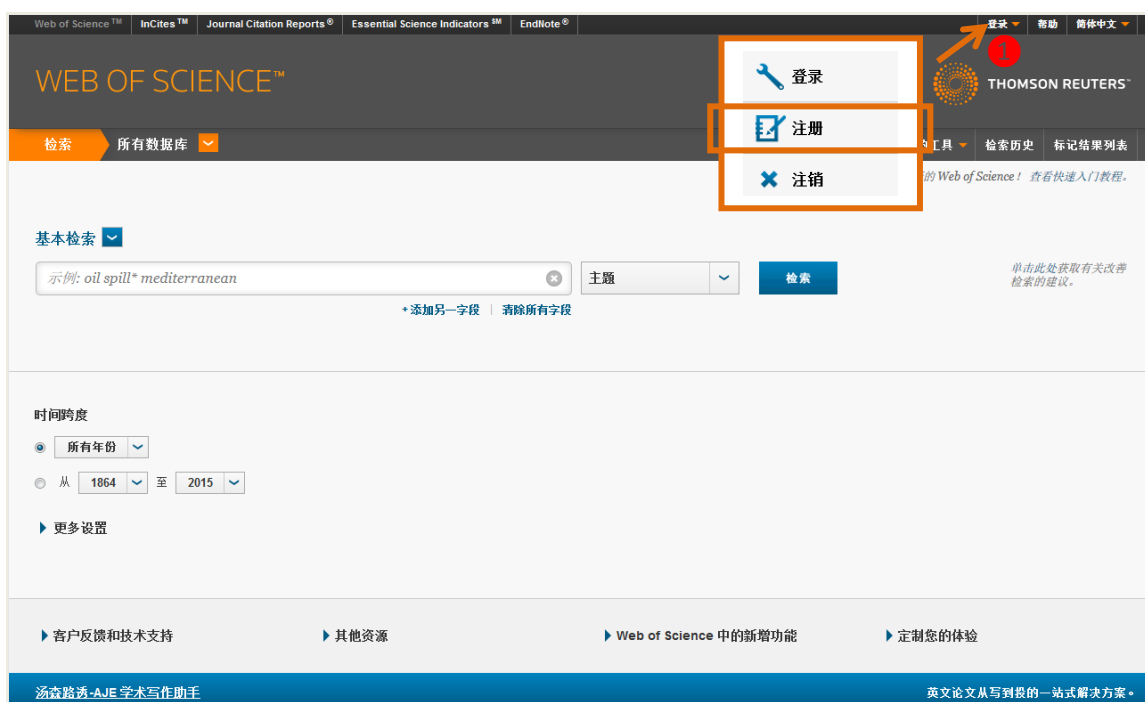 Web of Science™ InCites™ Journal Citation Reports® Essential Science Indicators℠ EndNote® 登录 帮助 简体中文
1
WEB OF SCIENCE™
登录
THOMSON REUTERS™
注册
检索 所有数据库 工具 检索历史 标记结果列表
注销
的 Web of Science！ 查看快速入门教程。
基本检索
示例: oil spill* mediterranean 主题 检索
单击此处获取有关改善
检索的建议。
+添加另一字段 | 清除所有字段
时间跨度
所有年份
从 1864 至 2015
更多设置
客户反馈和技术支持 其他资源 Web of Science 中的新增功能 定制您的体验
汤森路透-AJE 学术写作助手 英文论文从写到投的一站式解决方案。